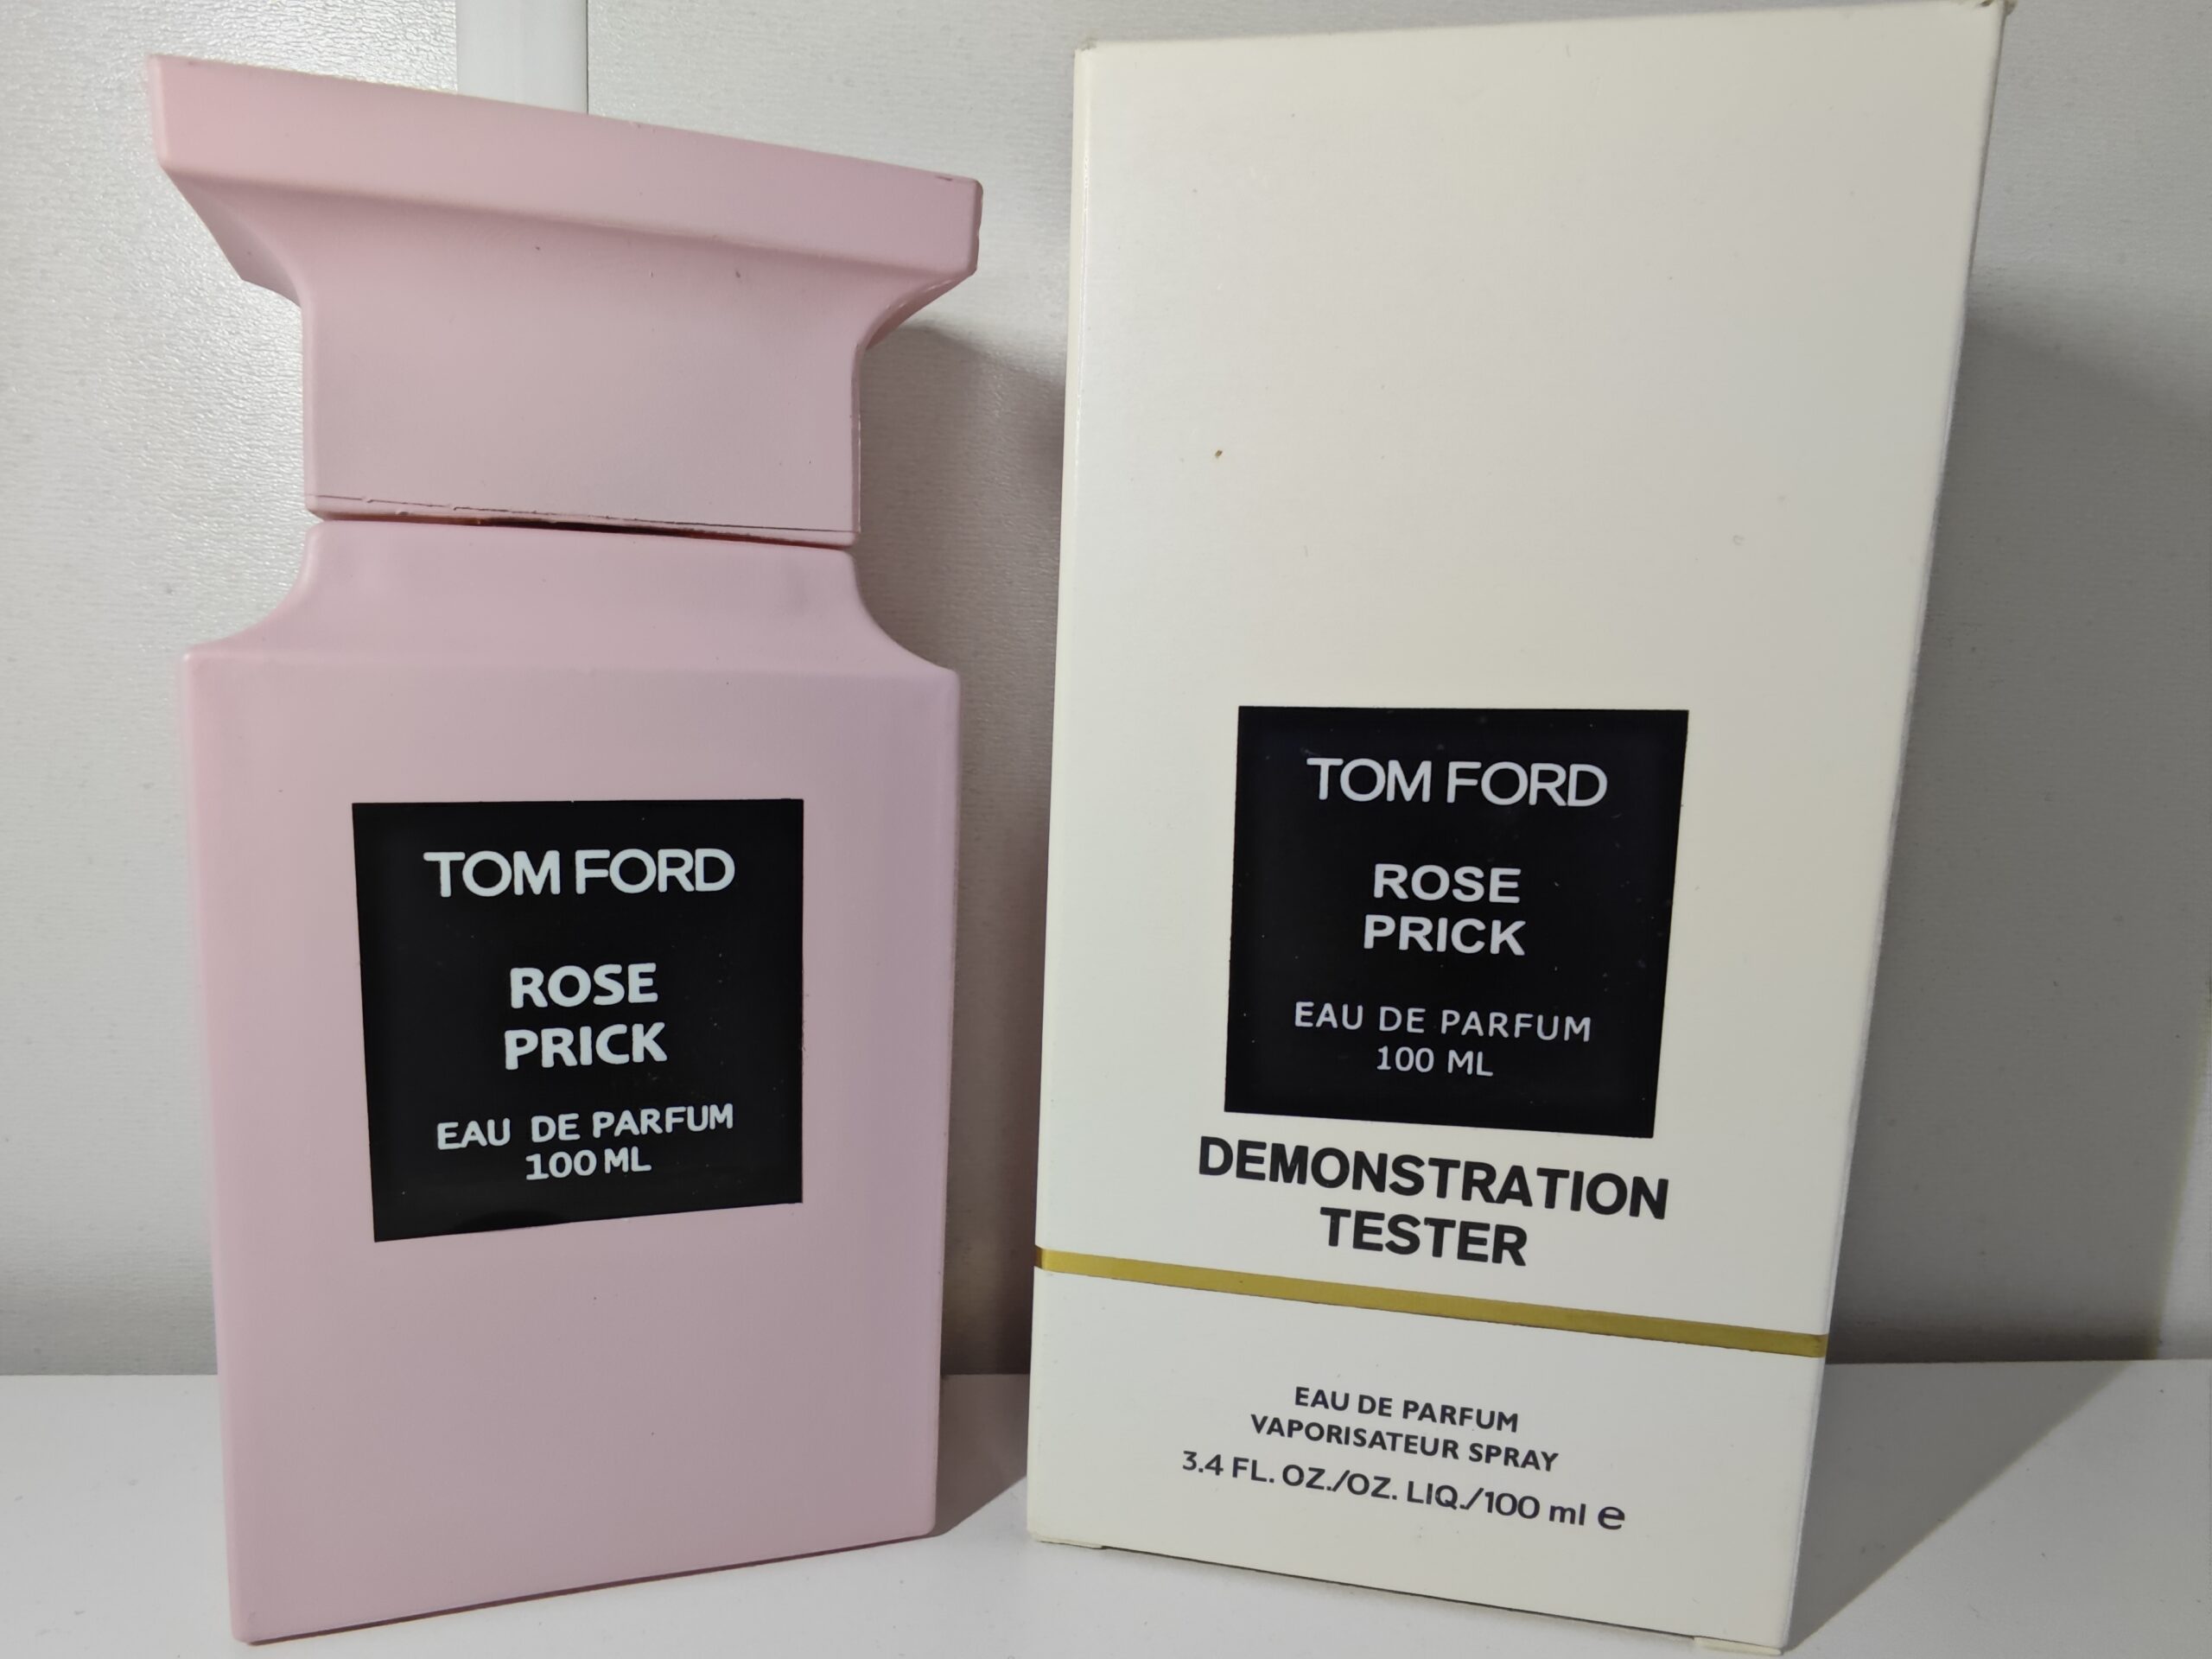 TOM FORD
ROSE
PRICK
EAU DE PARFUM
100 ML
TOM FORD
ROSE
PRICK
EAU DE PARFUM
100 ML
DEMONSTRATION
TESTER
EAU DE PARFUM
VAPORISATEUR SPRAY
3.4 FL. OZ./OZ. LIQ./100 ml e